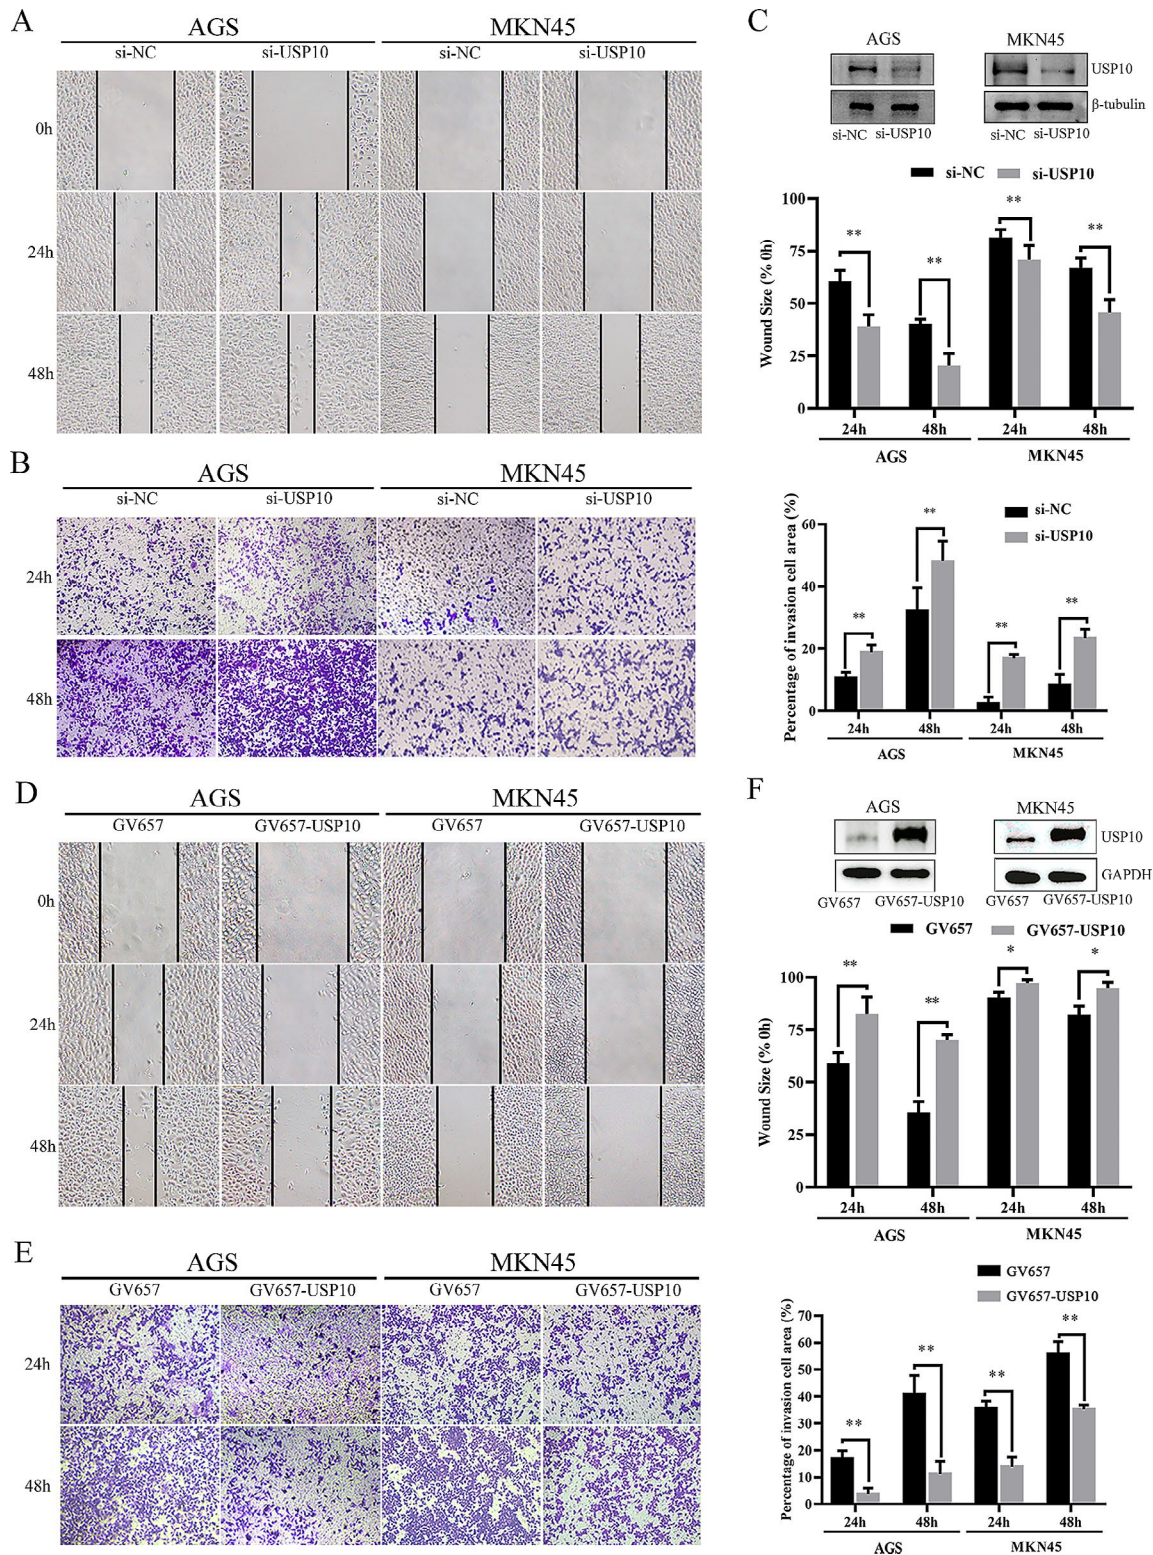 A
AGS MKN45
si-NC si-USP10 si-NC si-USP10
0h
24h
48h
B
AGS MKN45
si-NC si-USP10 si-NC si-USP10
24h
48h
C
AGS MKN45
USP10
β-tubulin
si-NC si-USP10 si-NC si-USP10
si-NC si-USP10
Wound Size (% 0h)
100
75
50
25
0
** ** ** **
24h 48h 24h 48h
AGS MKN45
si-NC
si-USP10
Percentage of invasion cell area (%)
60
40
20
0
** ** ** **
24h 48h 24h 48h
AGS MKN45
D
AGS MKN45
GV657 GV657-USP10 GV657 GV657-USP10
0h
24h
48h
E
AGS MKN45
GV657 GV657-USP10 GV657 GV657-USP10
24h
48h
F
AGS MKN45
USP10
GAPDH
GV657 GV657-USP10 GV657 GV657-USP10
GV657 GV657-USP10
Wound Size (% 0h)
100
75
50
25
0
** ** * *
24h 48h 24h 48h
AGS MKN45
GV657
GV657-USP10
Percentage of invasion cell area (%)
70
60
50
40
30
20
10
0
** ** ** **
24h 48h 24h 48h
AGS MKN45